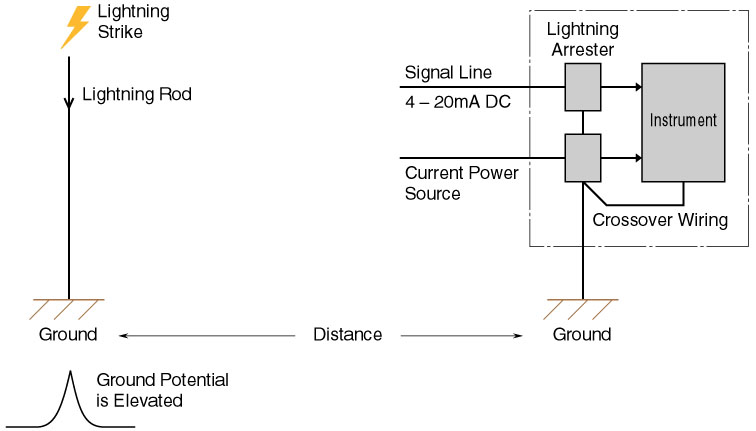 Lightning
Strike
Lightning Rod
Lightning
Arrester
Signal Line
4 – 20mA DC
Instrument
Current Power
Source
Crossover Wiring
Ground
Distance
Ground
Ground Potential
is Elevated